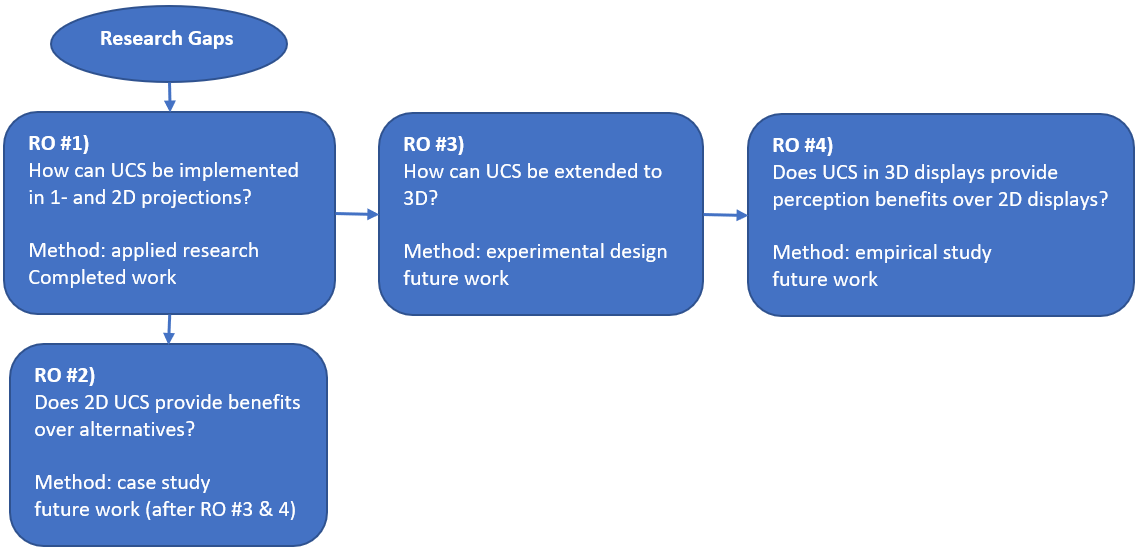 Research Gaps
RO #1)
How can UCS be implemented
in 1- and 2D projections?
Method: applied research
Completed work
RO #3)
How can UCS be extended to
3D?
Method: experimental design
future work
RO #4)
Does UCS in 3D displays provide
perception benefits over 2D displays?
Method: empirical study
future work
RO #2)
Does 2D UCS provide benefits
over alternatives?
Method: case study
future work (after RO #3 & 4)